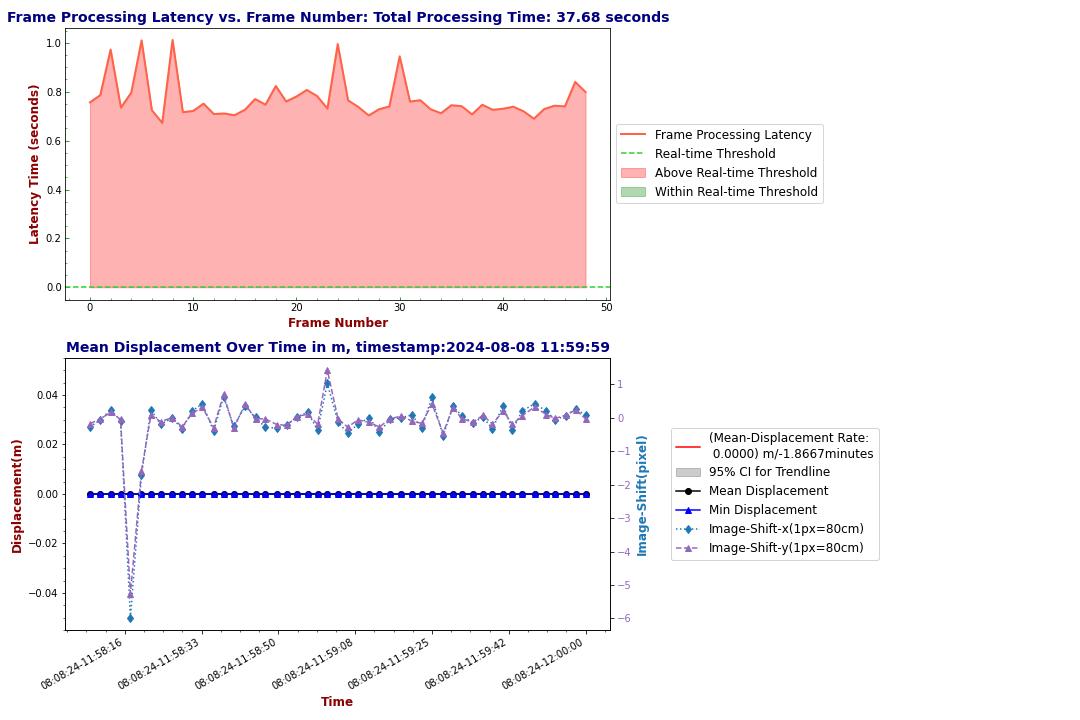 Frame Processing Latency vs. Frame Number: Total Processing Time: 37.68 seconds
1.0
0.8
0.6
0.4
0.2
0.0
Latency Time (seconds)
0 10 20 30 40 50
Frame Number
Frame Processing Latency
Real-time Threshold
Above Real-time Threshold
Within Real-time Threshold
Mean Displacement Over Time in m, timestamp:2024-08-08 11:59:59
0.04
0.02
0.00
−0.02
−0.04
Displacement(m)
1
0
−1
−2
−3
−4
−5
−6
Image-Shift(pixel)
08:08:24-11:58:16
08:08:24-11:58:33
08:08:24-11:58:50
08:08:24-11:59:08
08:08:24-11:59:25
08:08:24-11:59:42
08:08:24-12:00:00
Time
(Mean-Displacement Rate:
0.0000) m/-1.8667minutes
95% CI for Trendline
Mean Displacement
Min Displacement
Image-Shift-x(1px=80cm)
Image-Shift-y(1px=80cm)